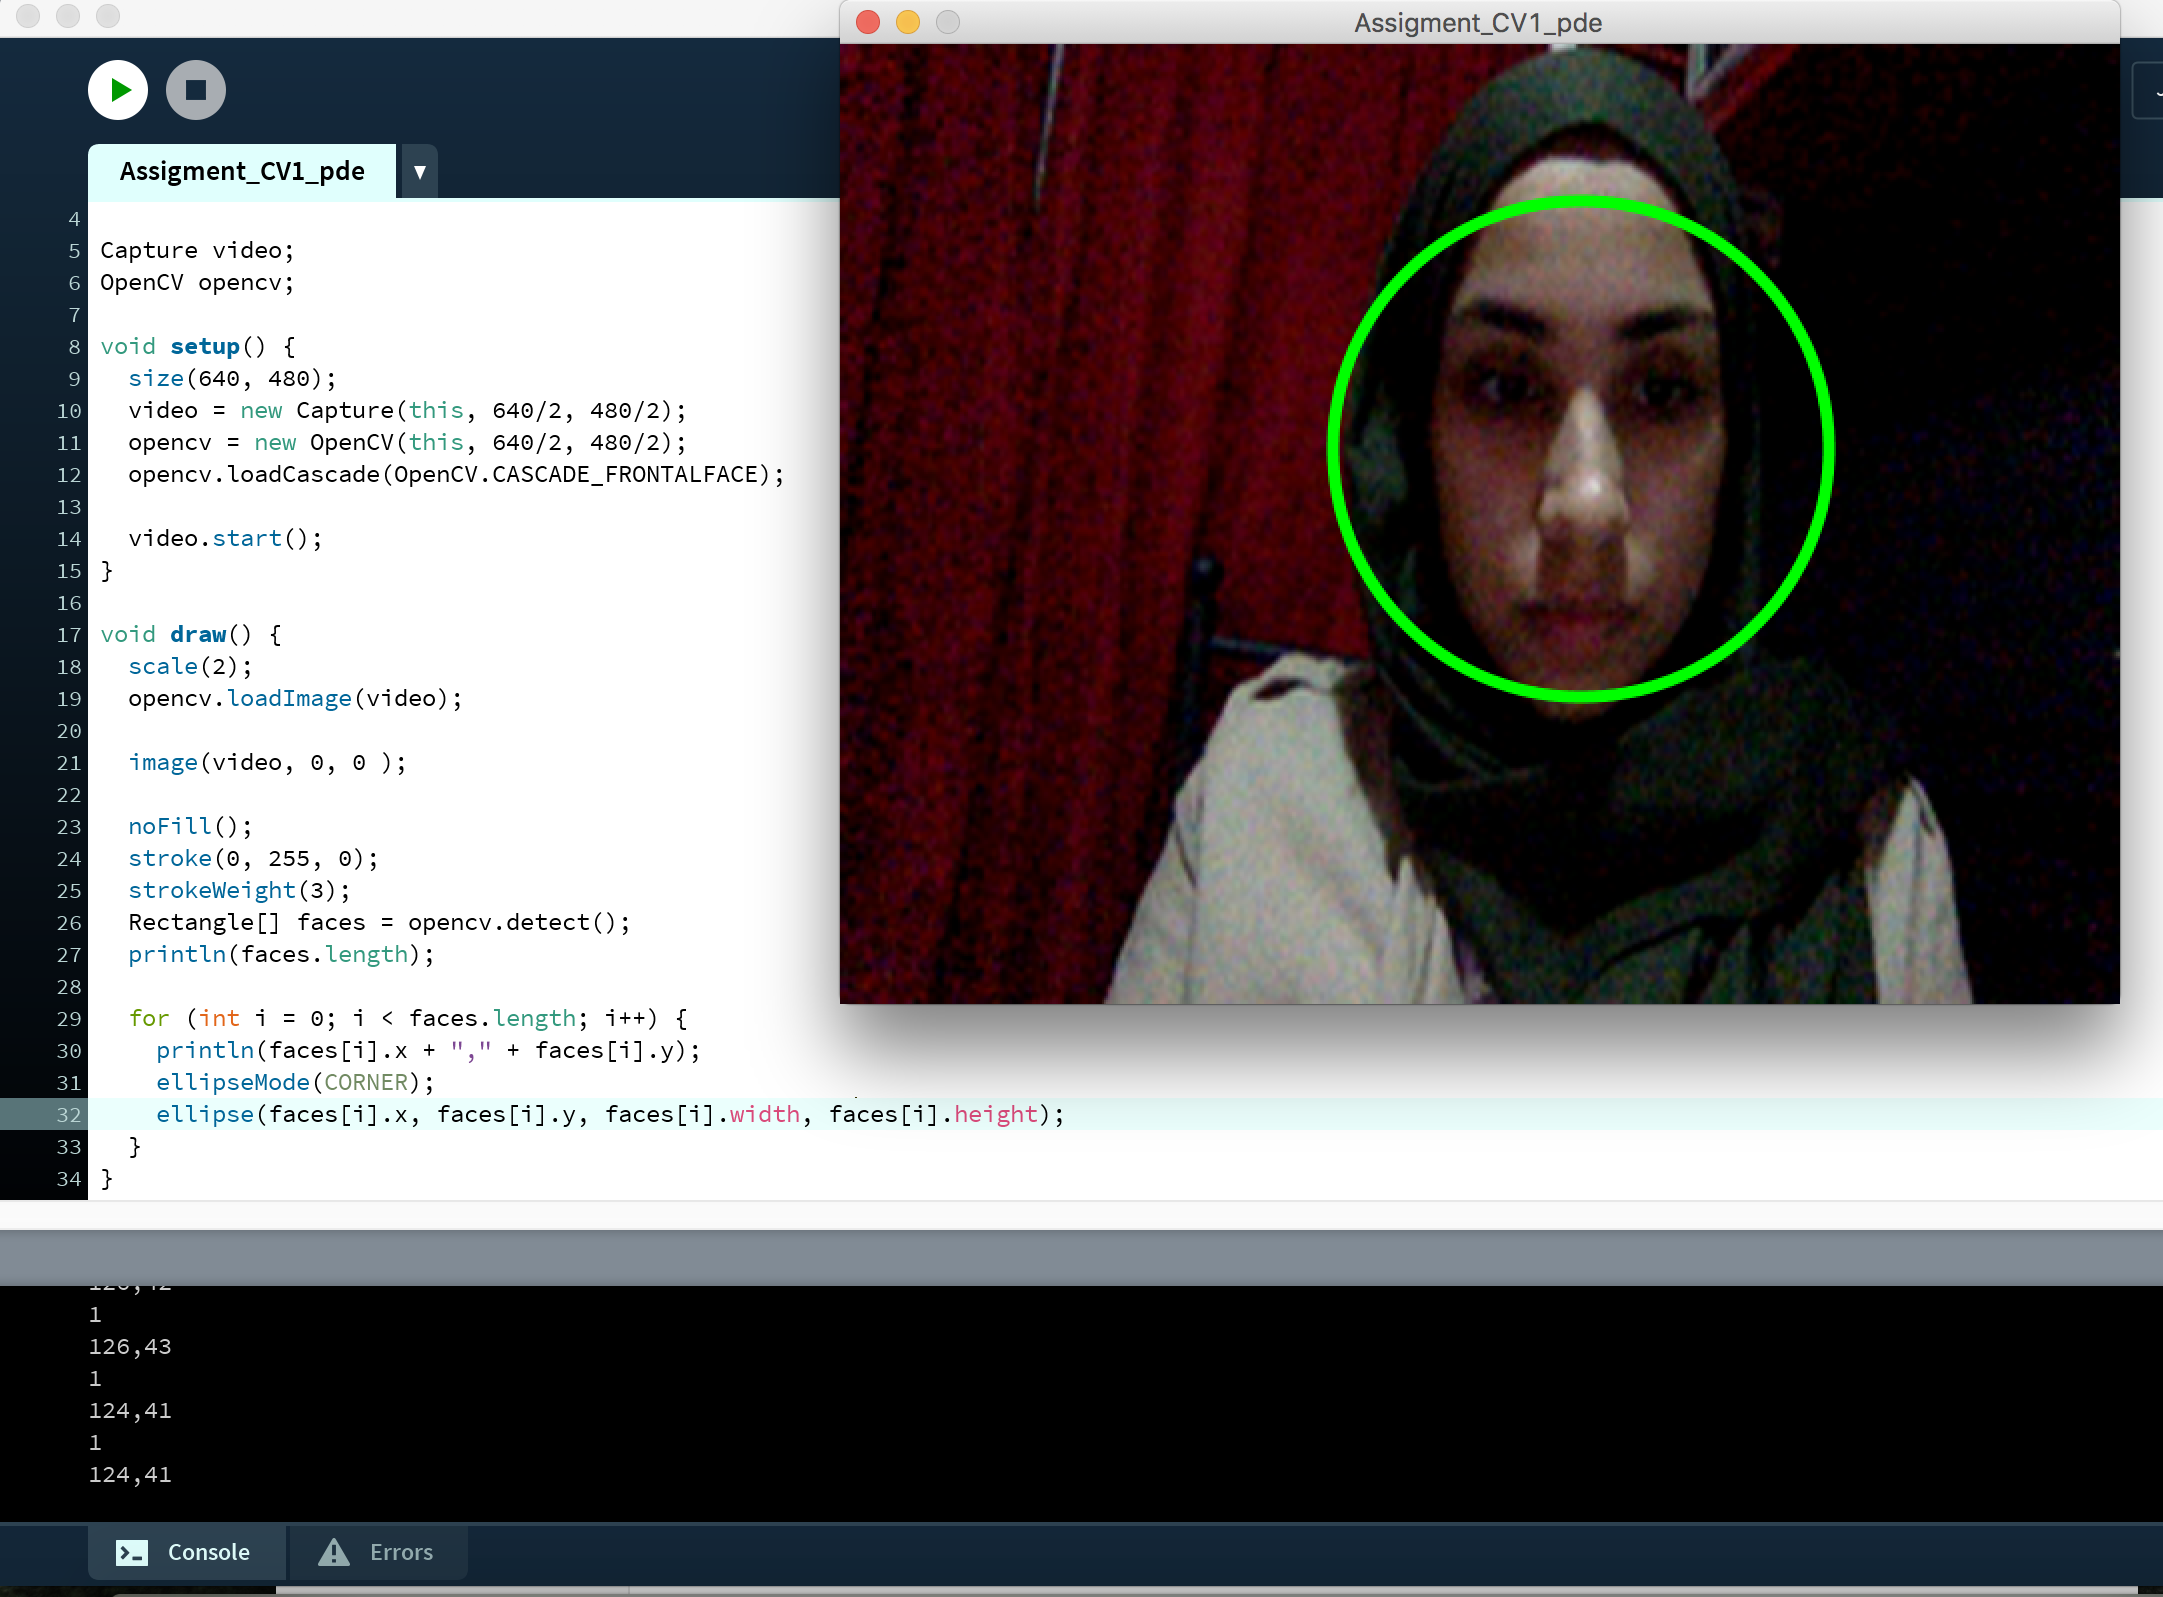 Assigment_CV1_pde
Assigment_CV1_pde ▼
4
5 Capture video;
6 OpenCV opencv;
7
8 void setup() {
9   size(640, 480);
10   video = new Capture(this, 640/2, 480/2);
11   opencv = new OpenCV(this, 640/2, 480/2);
12   opencv.loadCascade(OpenCV.CASCADE_FRONTALFACE);
13
14   video.start();
15 }
16
17 void draw() {
18   scale(2);
19   opencv.loadImage(video);
20
21   image(video, 0, 0 );
22
23   noFill();
24   stroke(0, 255, 0);
25   strokeWeight(3);
26   Rectangle[] faces = opencv.detect();
27   println(faces.length);
28
29   for (int i = 0; i < faces.length; i++) {
30     println(faces[i].x + "," + faces[i].y);
31     ellipseMode(CORNER);
32     ellipse(faces[i].x, faces[i].y, faces[i].width, faces[i].height);
33   }
34 }
1
126,43
1
124,41
1
124,41
Console
Errors